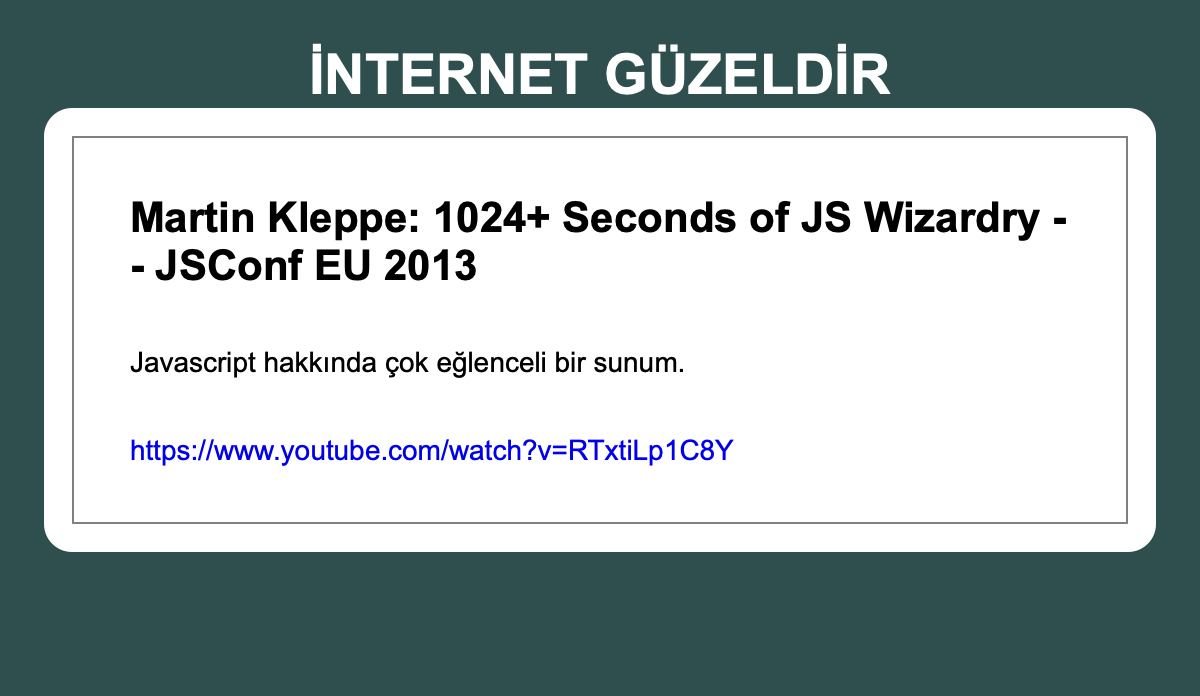 İNTERNET GÜZELDİR
Martin Kleppe: 1024+ Seconds of JS Wizardry -
- JSConf EU 2013
Javascript hakkında çok eğlenceli bir sunum.
https://www.youtube.com/watch?v=RTxtiLp1C8Y